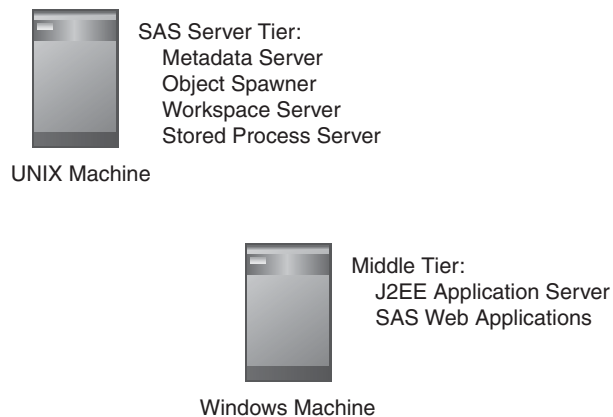 SAS Server Tier:
Metadata Server
Object Spawner
Workspace Server
Stored Process Server
UNIX Machine
Middle Tier:
J2EE Application Server
SAS Web Applications
Windows Machine